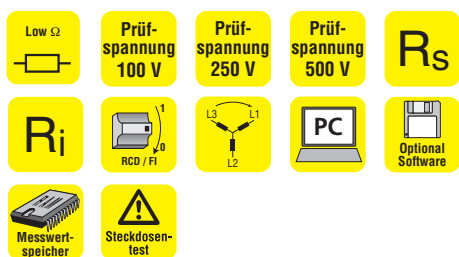 Low Ω
Prüf-
spannung
100 V
Prüf-
spannung
250 V
Prüf-
spannung
500 V
RS
Ri
1
0
RCD / FI
L3
L1
L2
PC
Optional
Software
Messwert-
speicher
Steckdosen-
test